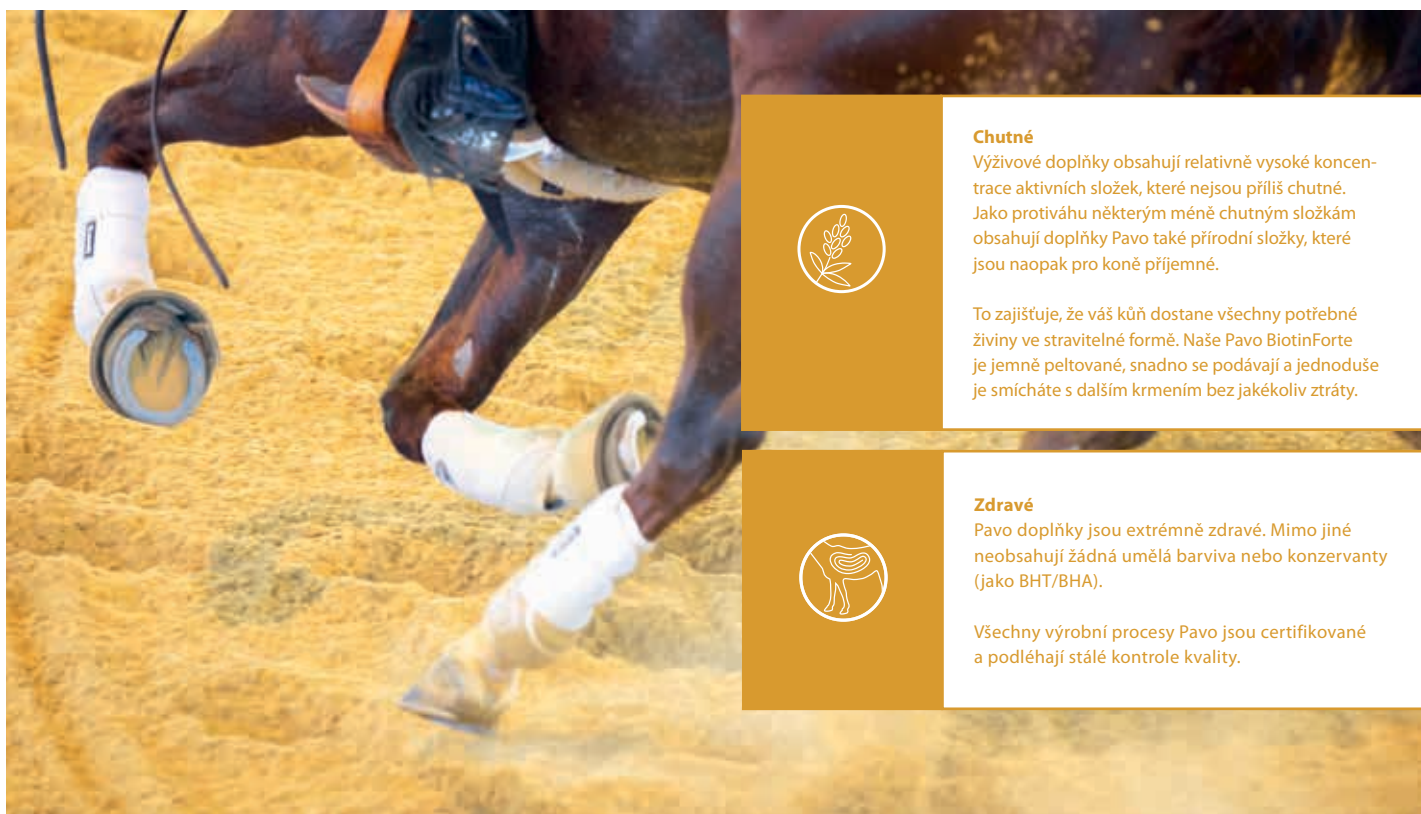 Chutné
Výživové doplňky obsahují relativně vysoké koncen-
trace aktivních složek, které nejsou příliš chutné.
Jako protiváhu některým méně chutným složkám
obsahují doplňky Pavo také přírodní složky, které
jsou naopak pro koně příjemné.
To zajišťuje, že váš kůň dostane všechny potřebné
živiny ve stravitelné formě. Naše Pavo BiotinForte
je jemně peltované, snadno se podávají a jednoduše
je smícháte s dalším krmením bez jakékoliv ztráty.
Zdravé
Pavo doplňky jsou extrémně zdravé. Mimo jiné
neobsahují žádná umělá barviva nebo konzervanty
(jako BHT/BHA).
Všechny výrobní procesy Pavo jsou certifikované
a podléhají stálé kontrole kvality.